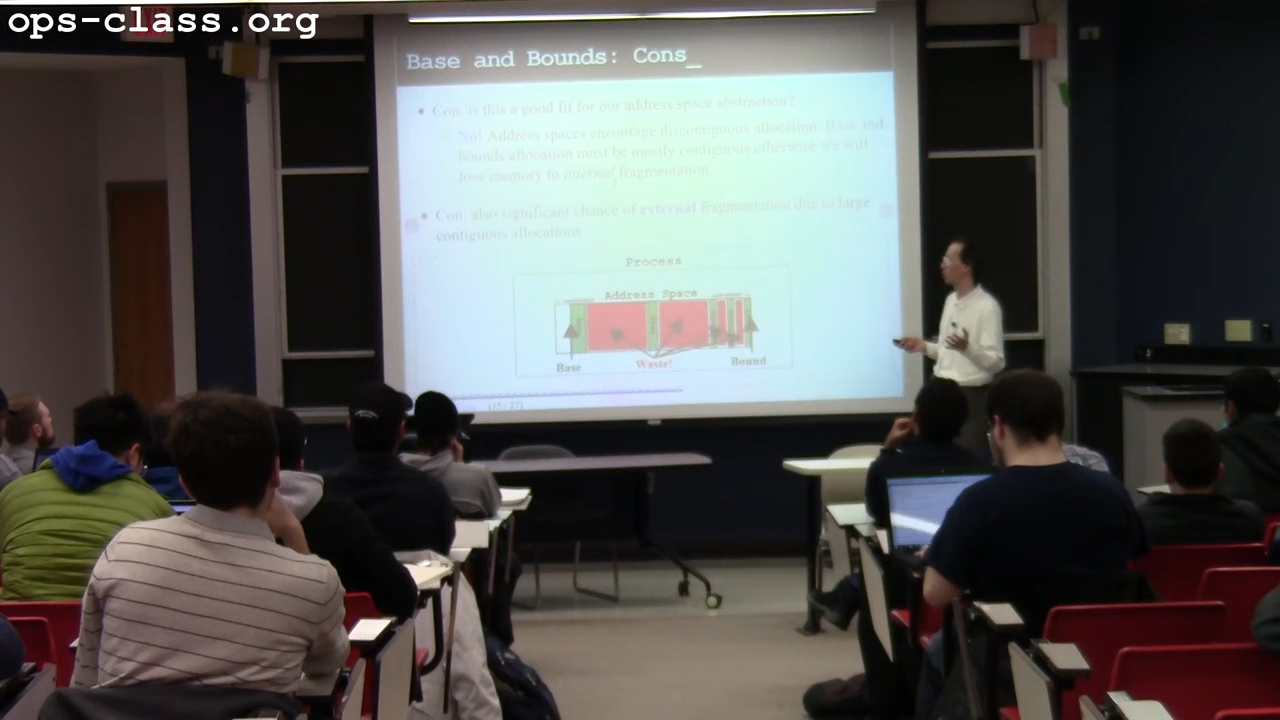 ops-class.org
Base and Bounds: Cons_
• Con: is this a good fit for our address space abstraction?
No! Address spaces encourage discontiguous allocation. Base and
bounds allocation must be mostly contiguous otherwise we will
lose memory to internal fragmentation.
• Con: also significant chance of external fragmentation due to large
contiguous allocations.
Process
Address Space
Base
Waste!
Bound